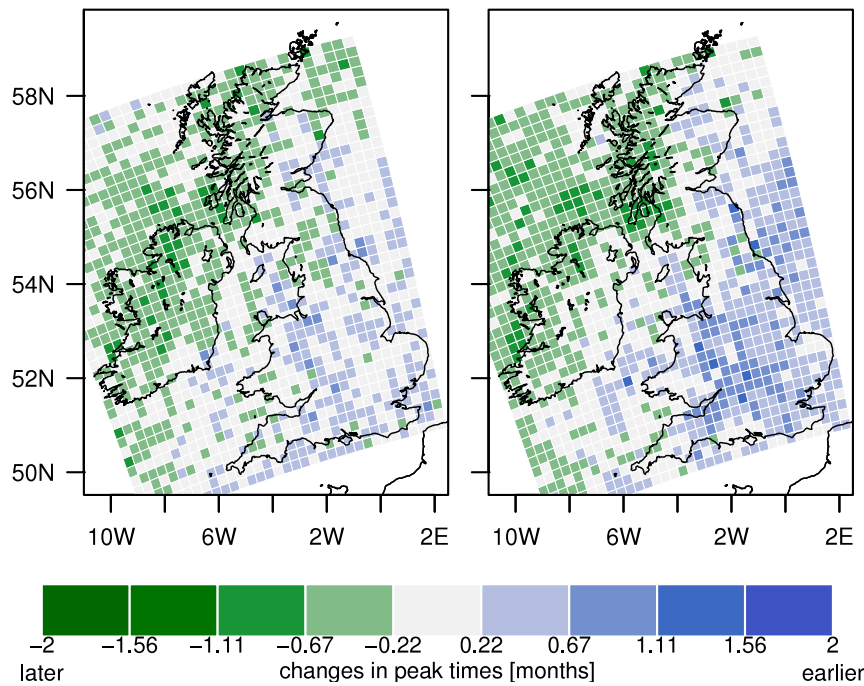 58N
56N
54N
52N
50N
10W 6W 2W 2E 10W 6W 2W 2E
−2 −1.56 −1.11 −0.67 −0.22 0.22 0.67 1.11 1.56 2
later changes in peak times [months] earlier